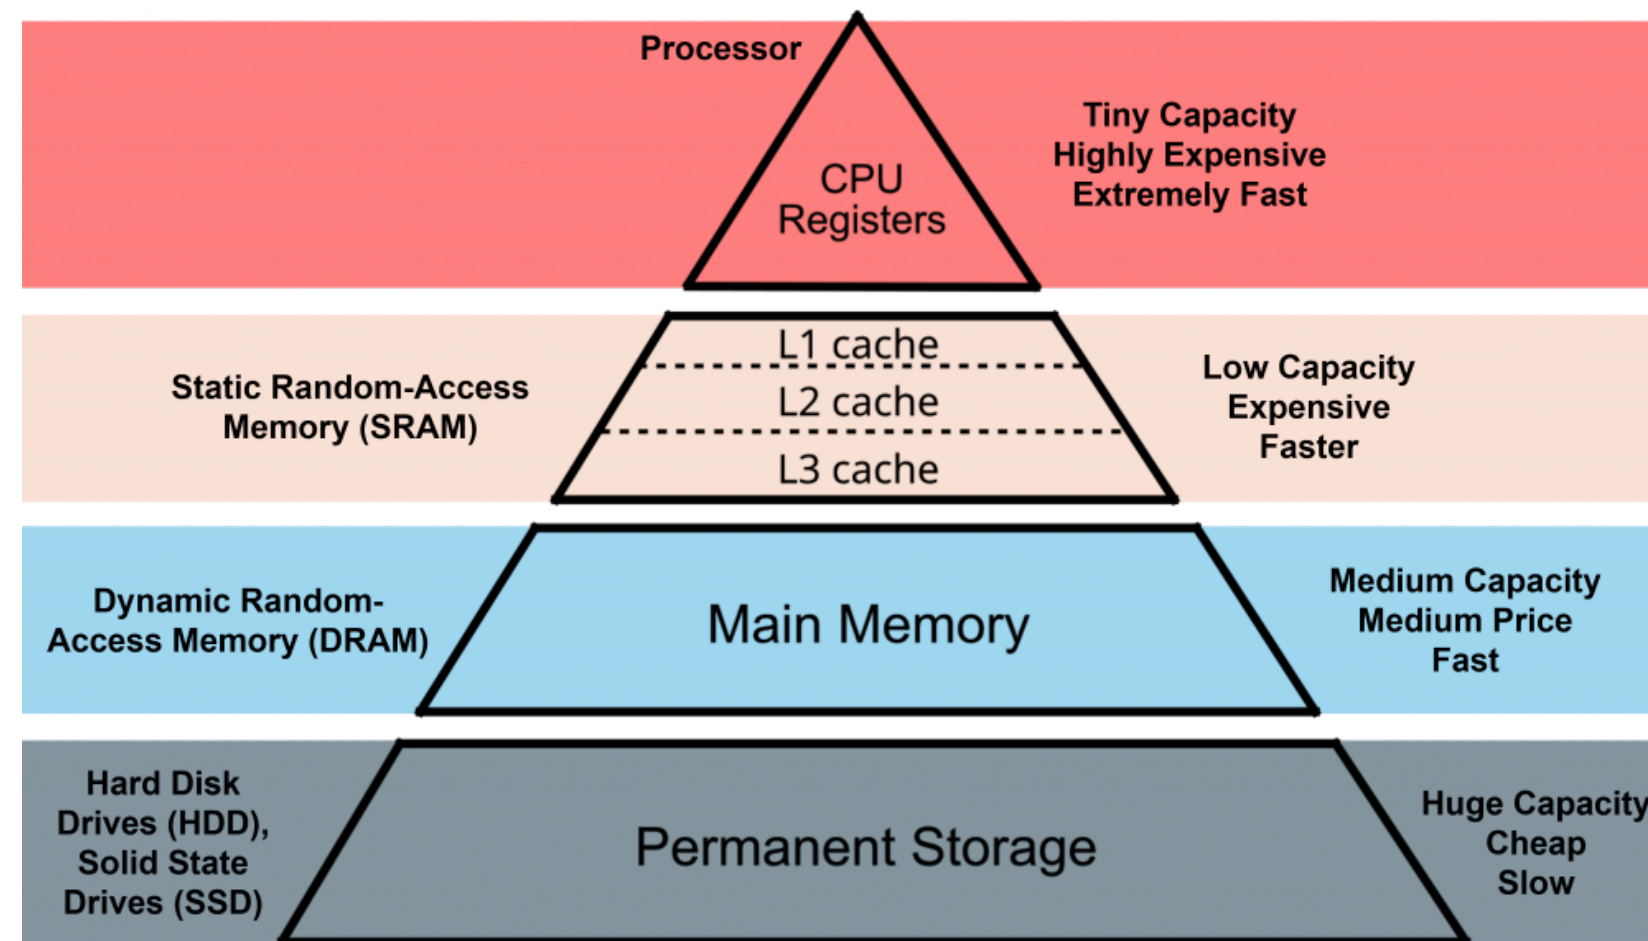 Processor
CPU
Registers
Tiny Capacity
Highly Expensive
Extremely Fast
Static Random-Access
Memory (SRAM)
L1 cache
L2 cache
L3 cache
Low Capacity
Expensive
Faster
Dynamic Random-
Access Memory (DRAM)
Main Memory
Medium Capacity
Medium Price
Fast
Hard Disk
Drives (HDD),
Solid State
Drives (SSD)
Permanent Storage
Huge Capacity
Cheap
Slow